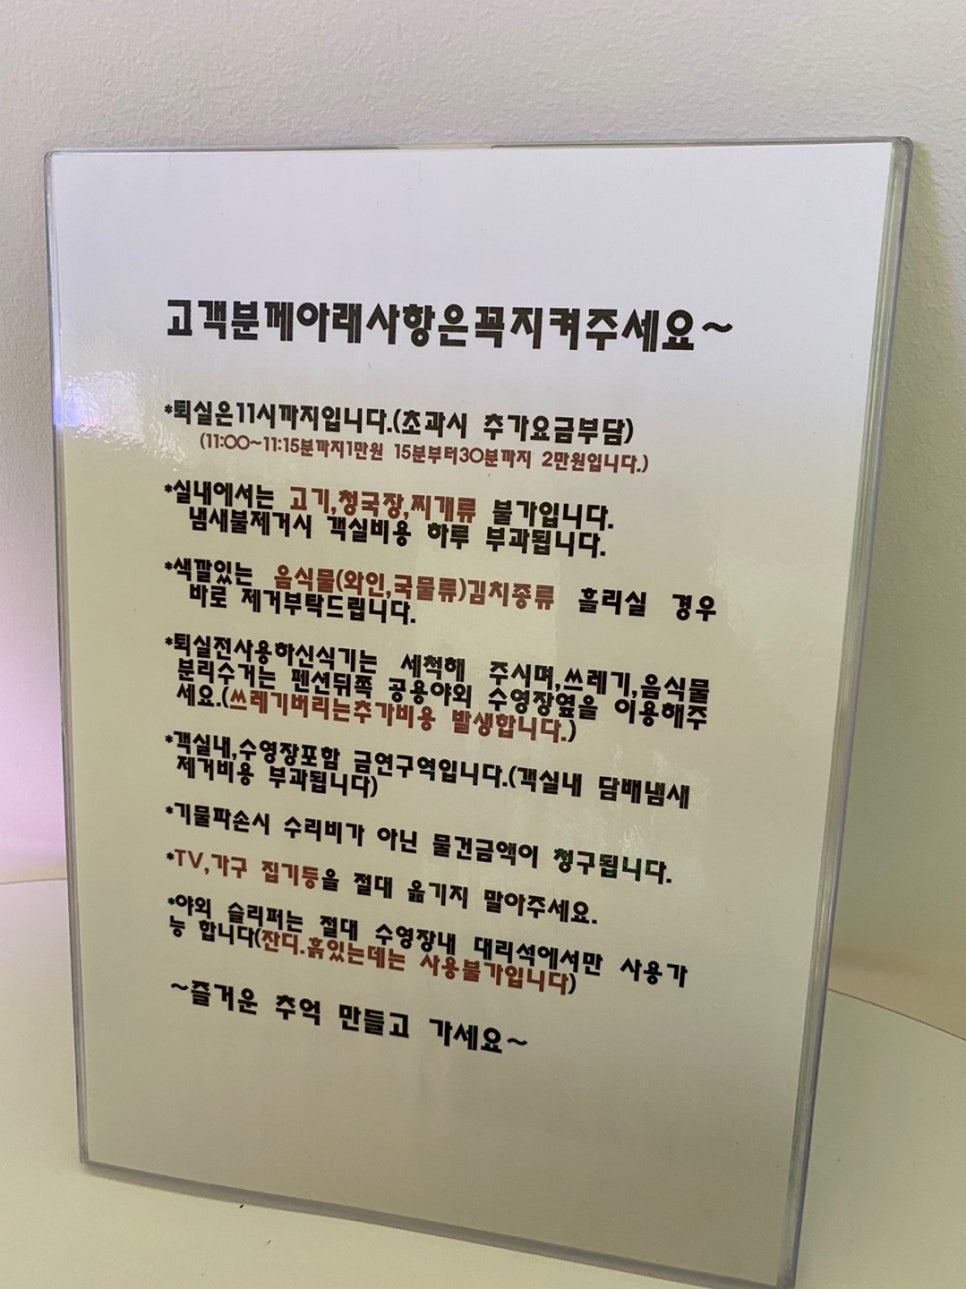 고객분께아래사항은꼭지켜주세요~
*퇴실은11시까지입니다.(초과시 추가요금부담)
(11:00~11:15분까지1만원 15분부터30분까지 2만원입니다.)
*실내에서는 고기,청국장,찌개류 불가입니다.
냄새불제거시 객실비용 하루 부과됩니다.
*색깔있는 음식물(와인,국물류)김치종류 흘리실 경우
바로 제거부탁드립니다.
*퇴실전사용하신식기는 세척해 주시며,쓰레기,음식물
분리수거는 펜션뒤쪽 공용야외 수영장옆을 이용해주
세요.(쓰레기버리는추가비용 발생합니다.)
*객실내,수영장포함 금연구역입니다.(객실내 담배냄새
제거비용 부과됩니다)
*기물파손시 수리비가 아닌 물건금액이 청구됩니다.
*TV,가구 집기등을 절대 옮기지 말아주세요.
*야외 슬리퍼는 절대 수영장내 대리석에서만 사용가
능 합니다(잔디.흙있는데는 사용불가입니다)
~즐거운 추억 만들고 가세요~